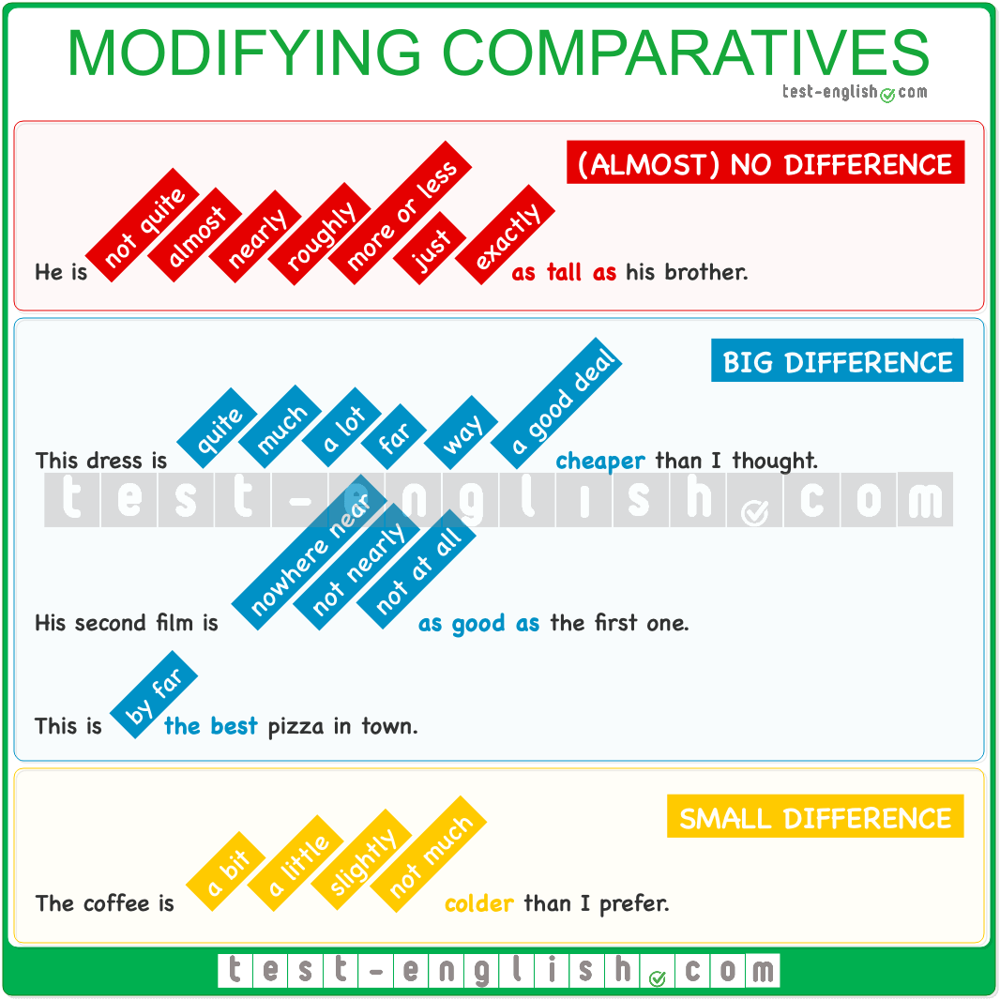 MODIFYING COMPARATIVES
test-english.com
(ALMOST) NO DIFFERENCE
He is not quite almost nearly roughly more or less just exactly as tall as his brother.
BIG DIFFERENCE
This dress is quite much a lot far way a good deal cheaper than I thought.
test-english.com
His second film is nowhere near not nearly not at all as good as the first one.
This is by far the best pizza in town.
SMALL DIFFERENCE
The coffee is a bit a little slightly not much colder than I prefer.
test-english.com